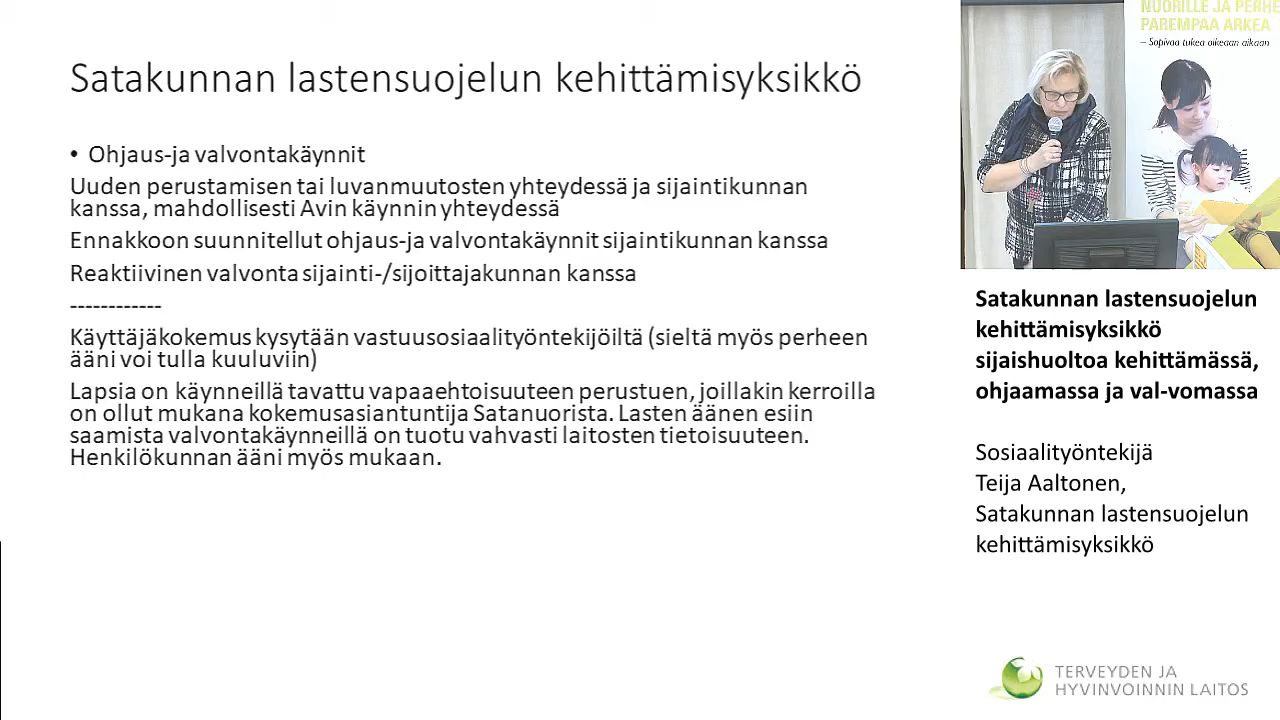 Satakunnan lastensuojelun kehittämisyksikkö
• Ohjaus-ja valvontakäynnit
Uuden perustamisen tai luvanmuutosten yhteydessä ja sijaintikunnan
kanssa, mahdollisesti Avin käynnin yhteydessä
Ennakkoon suunnitellut ohjaus-ja valvontakäynnit sijaintikunnan kanssa
Reaktiivinen valvonta sijainti-/sijoittajakunnan kanssa
------------
Käyttäjäkokemus kysytään vastuusosiaalityöntekijöiltä (sieltä myös perheen
ääni voi tulla kuuluviin)
Lapsia on käynneillä tavattu vapaaehtoisuuteen perustuen, joillakin kerroilla
on ollut mukana kokemusasiantuntija Satanuorista. Lasten äänen esiin
saamista valvontakäynneillä on tuotu vahvasti laitosten tietoisuuteen.
Henkilökunnan ääni myös mukaan.
NUORILLE JA PERHE
PAREMPAA ARKEA
– Sopivaa tukea oikeaan aikaan
Satakunnan lastensuojelun
kehittämisyksikkö
sijaishuoltoa kehittämässä,
ohjaamassa ja val-vomassa
Sosiaalityöntekijä
Teija Aaltonen,
Satakunnan lastensuojelun
kehittämisyksikkö
TERVEYDEN JA
HYVINVOINNIN LAITOS